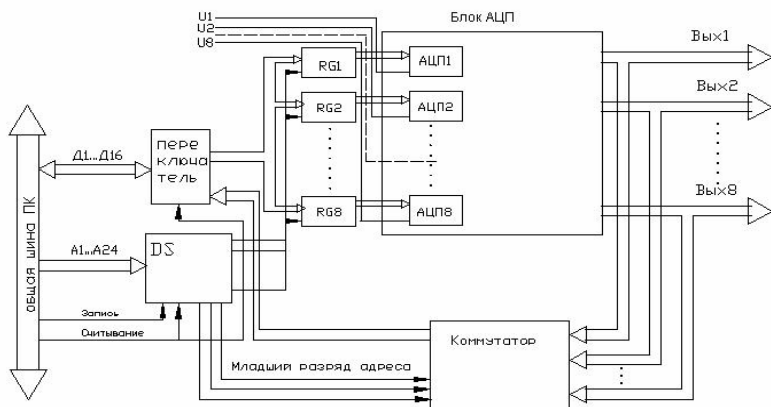 U1
U2
U8
Блок АЦП
RG1
АЦП1
Вых1
RG2
АЦП2
Вых2
Д1...Д16
пере
ключа
тель
RG8
АЦП8
Вых8
общая шина ПК
А1...А24
DS
Запись
Считывание
Коммутатор
Младший разряд адреса